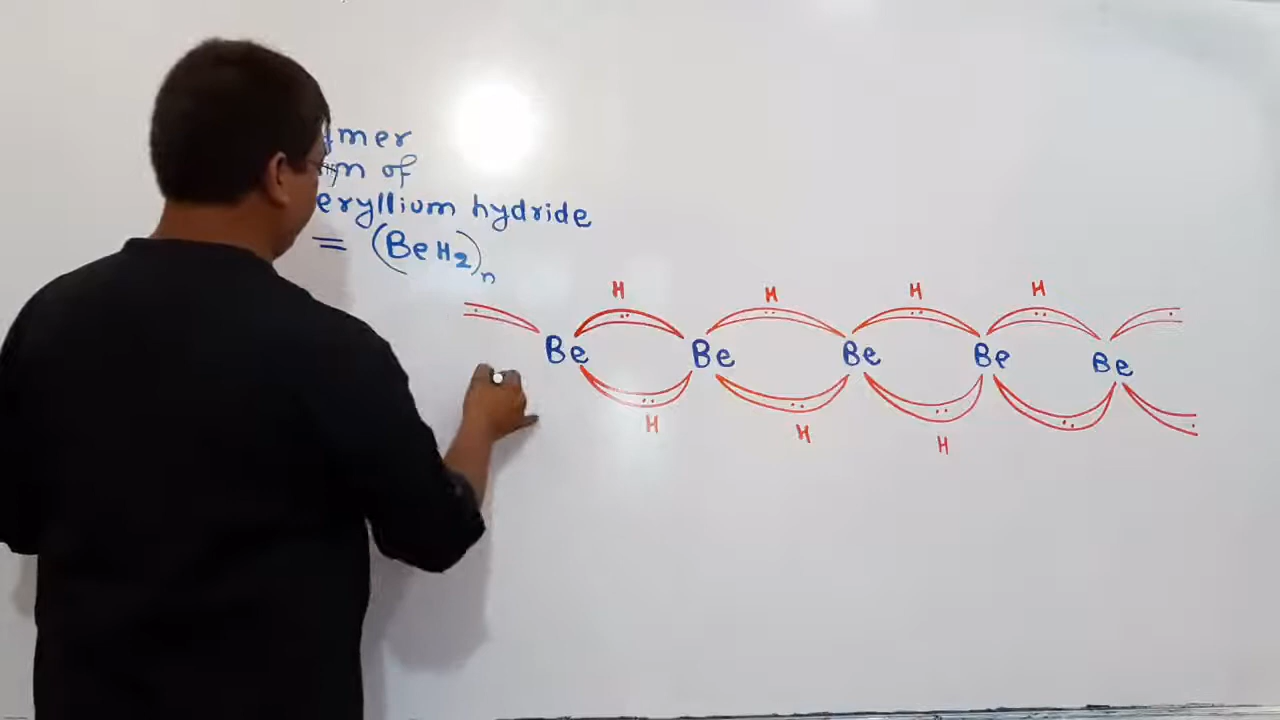 mer
of
eryllium hydride
= (BeH2)n
H H H H
Be Be Be Be Be
H H H